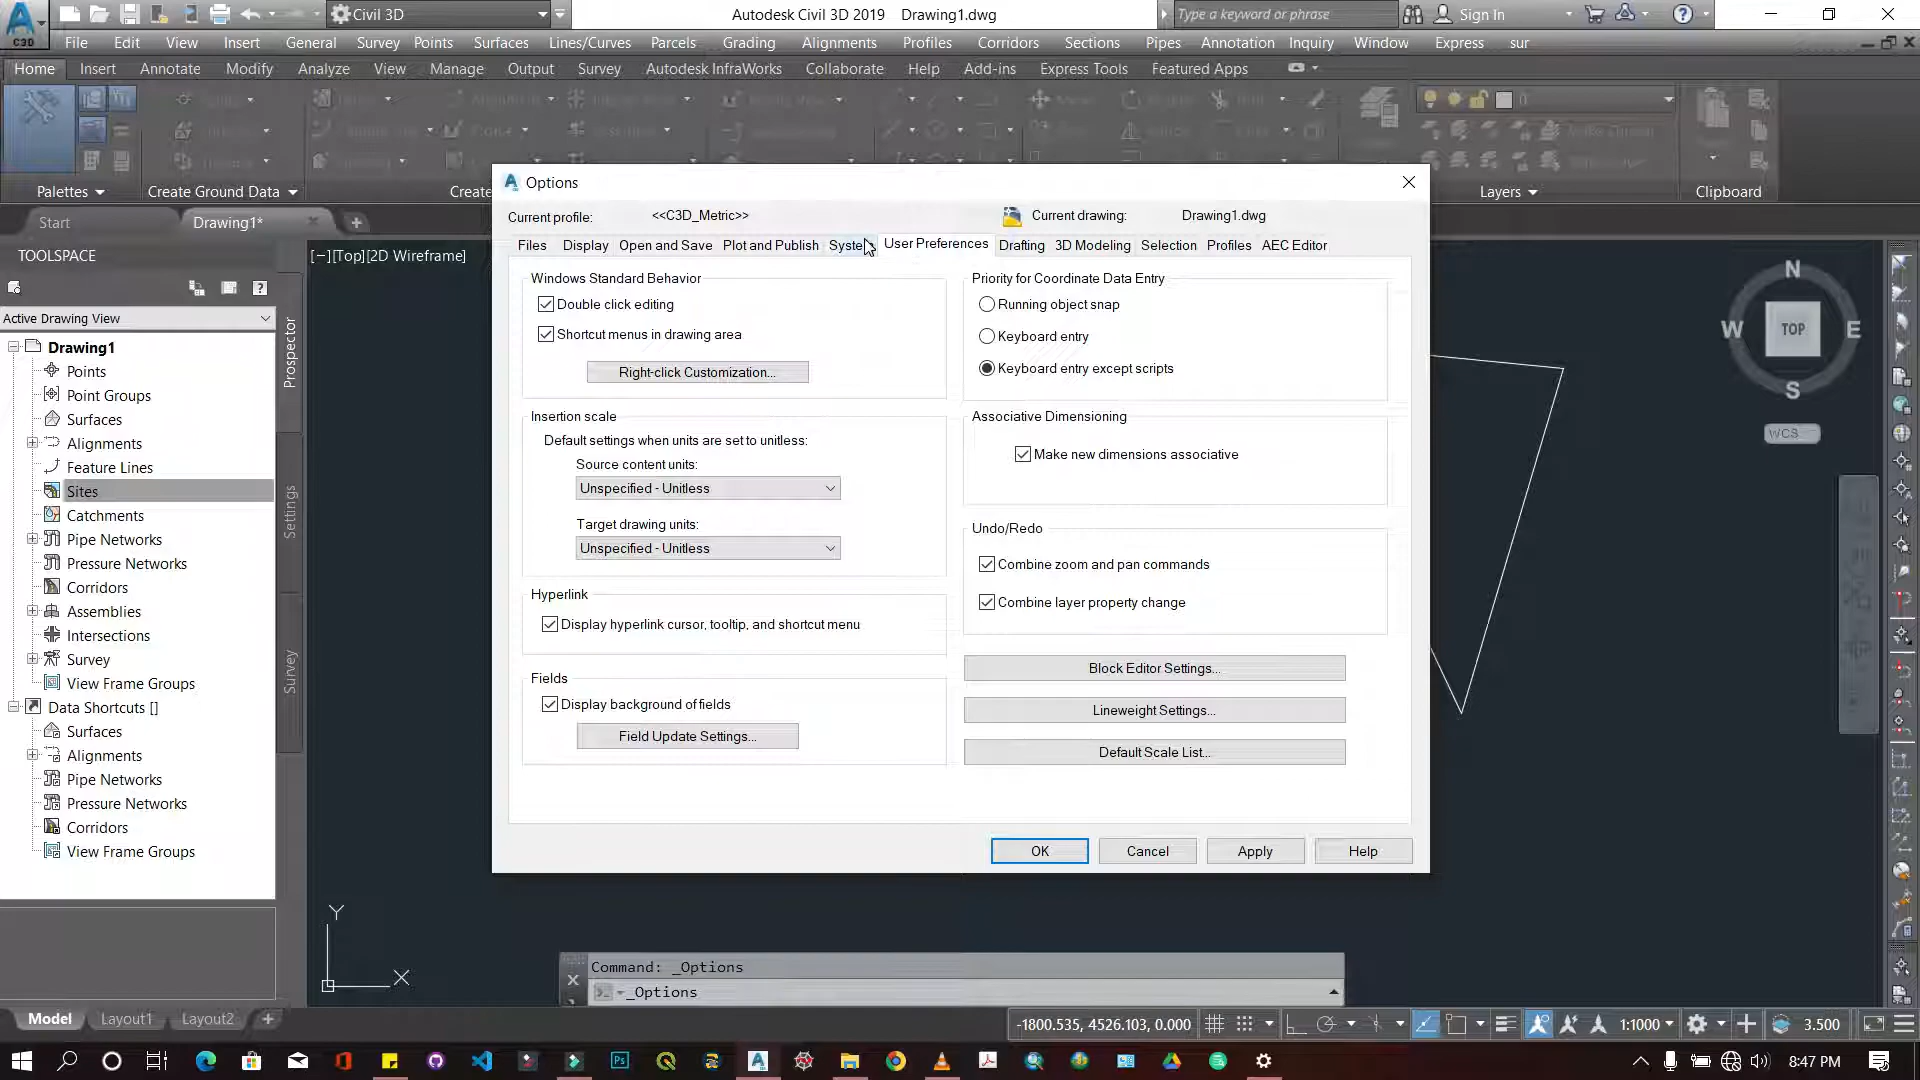 Civil 3D
Autodesk Civil 3D 2019 Drawing1.dwg
Type a keyword or phrase
Sign In
C3D
File Edit View Insert General Survey Points Surfaces Lines/Curves Parcels Grading Alignments Profiles Corridors Sections Pipes Annotation Inquiry Window Express sur
Home Insert Annotate Modify Analyze View Manage Output Survey Autodesk InfraWorks Collaborate Help Add-ins Express Tools Featured Apps
0
Palettes Create Ground Data Layers Clipboard
Start Drawing1*
TOOLSPACE
[−][Top][2D Wireframe]
Active Drawing View
Drawing1
Points
Point Groups
Surfaces
Alignments
Feature Lines
Sites
Catchments
Pipe Networks
Pressure Networks
Corridors
Assemblies
Intersections
Survey
View Frame Groups
Data Shortcuts []
Surfaces
Alignments
Pipe Networks
Pressure Networks
Corridors
View Frame Groups
Prospector
Settings
Survey
Options
Current profile: <<C3D_Metric>> Current drawing: Drawing1.dwg
Files Display Open and Save Plot and Publish System User Preferences Drafting 3D Modeling Selection Profiles AEC Editor
Windows Standard Behavior
Double click editing
Shortcut menus in drawing area
Right-click Customization...
Insertion scale
Default settings when units are set to unitless:
Source content units:
Unspecified - Unitless
Target drawing units:
Unspecified - Unitless
Hyperlink
Display hyperlink cursor, tooltip, and shortcut menu
Fields
Display background of fields
Field Update Settings...
Priority for Coordinate Data Entry
Running object snap
Keyboard entry
Keyboard entry except scripts
Associative Dimensioning
Make new dimensions associative
Undo/Redo
Combine zoom and pan commands
Combine layer property change
Block Editor Settings...
Lineweight Settings...
Default Scale List...
OK Cancel Apply Help
N
W TOP E
S
WCS
Y
X
Command: _Options
_Options
Model Layout1 Layout2
-1800.535, 4526.103, 0.000
1:1000
3.500
8:47 PM